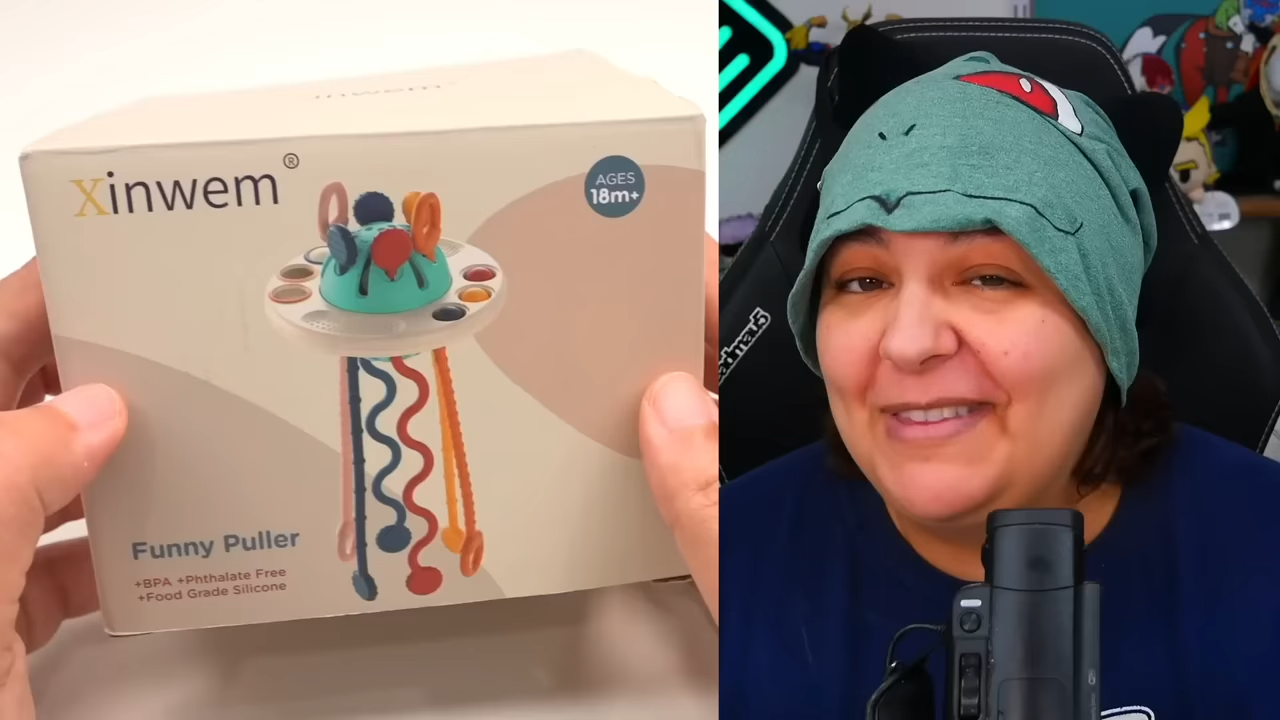 Xinwem®
AGES
18m+
Funny Puller
+BPA +Phthalate Free
+Food Grade Silicone